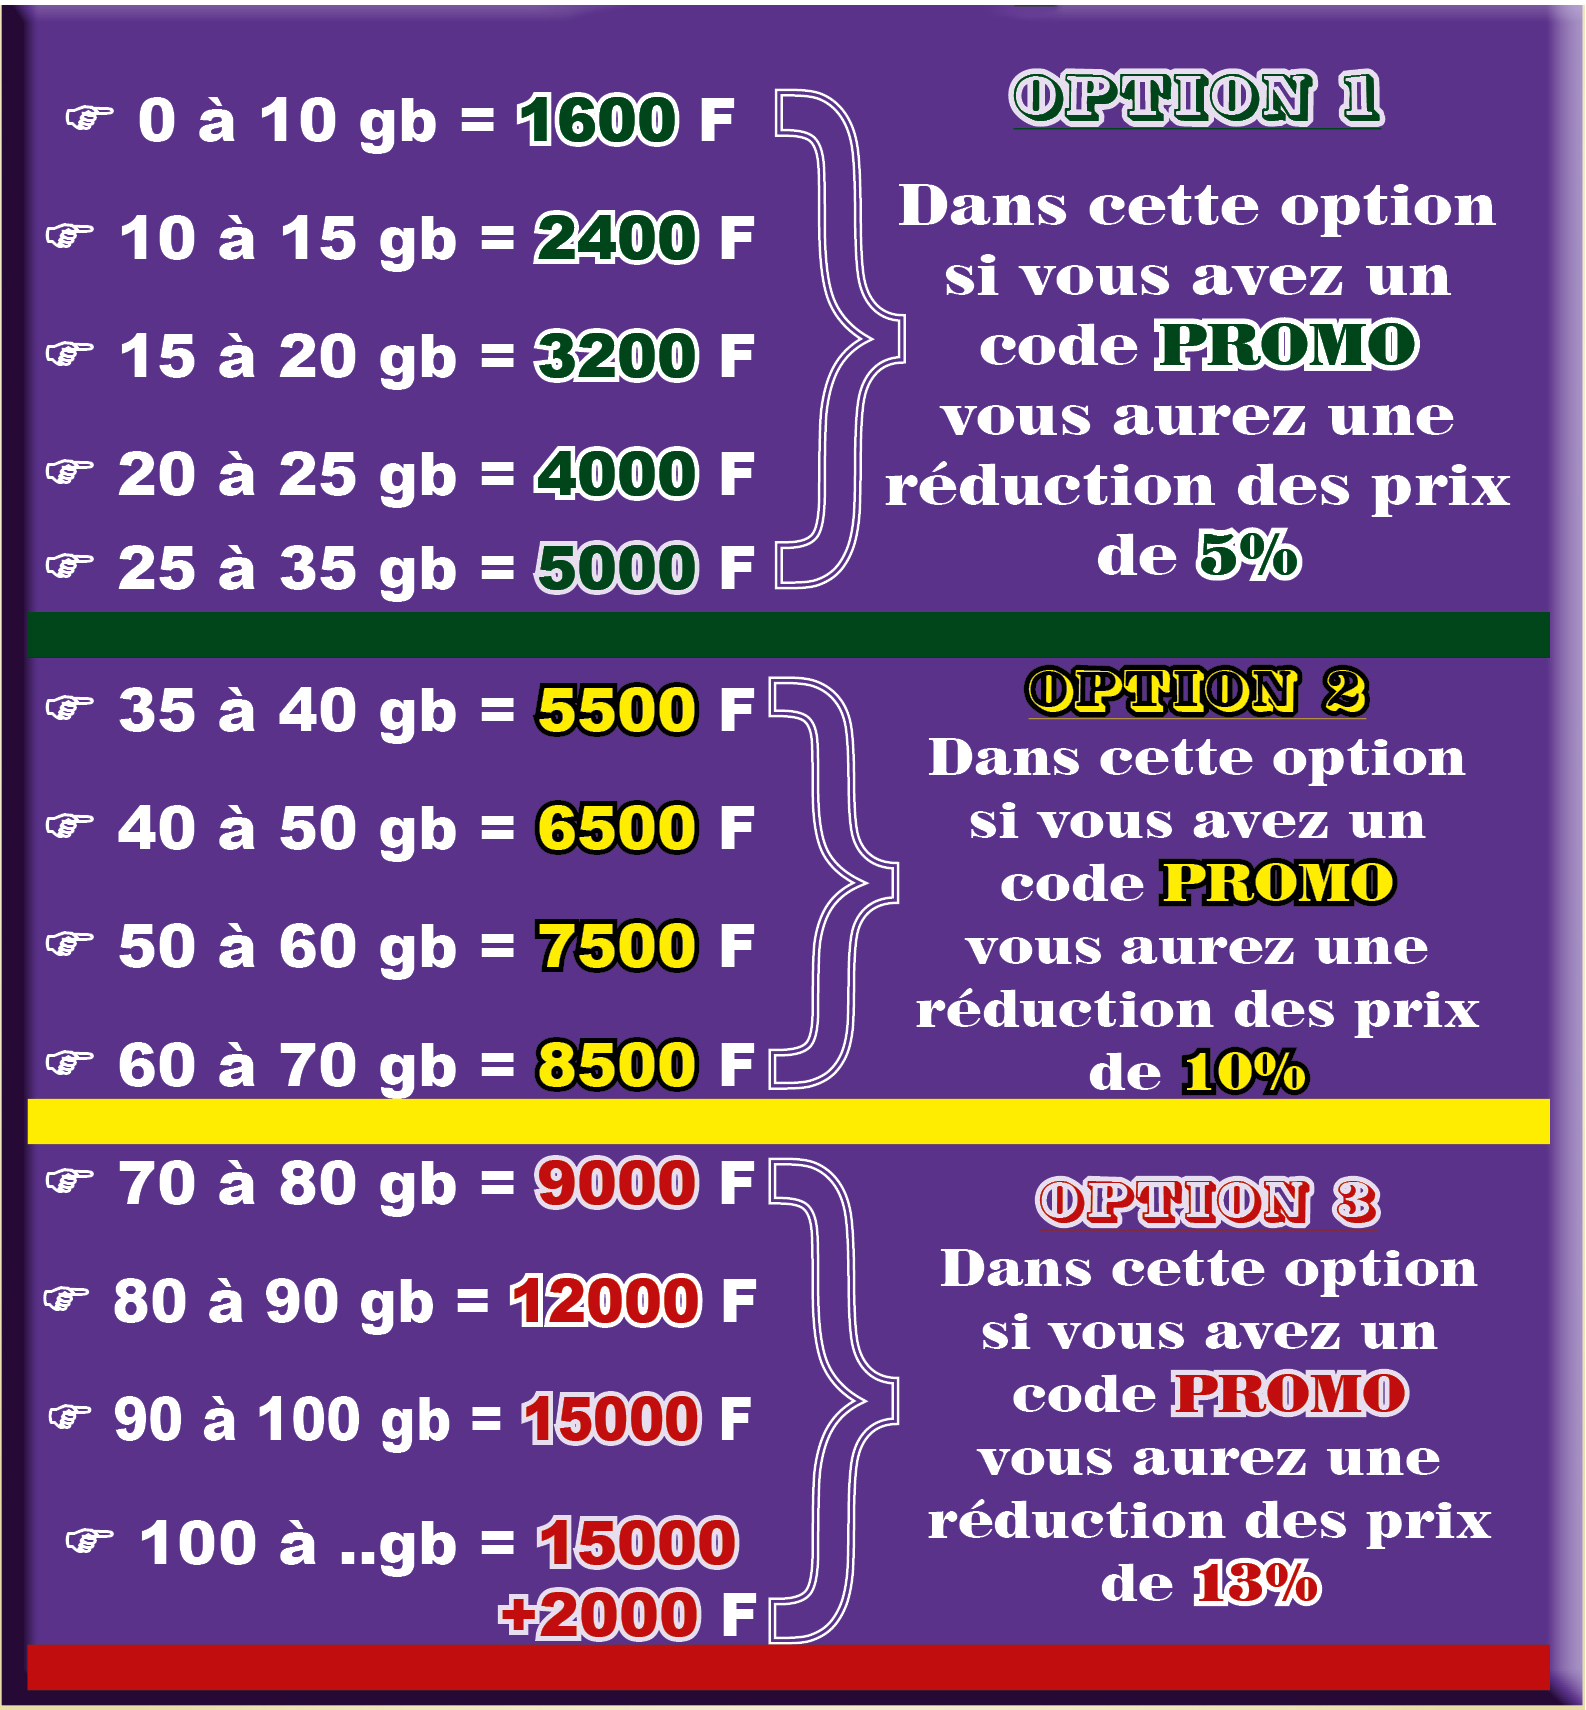 ☞ 0 à 10 gb = 1600 F
☞ 10 à 15 gb = 2400 F
☞ 15 à 20 gb = 3200 F
☞ 20 à 25 gb = 4000 F
☞ 25 à 35 gb = 5000 F
OPTION 1
Dans cette option
si vous avez un
code PROMO
vous aurez une
réduction des prix
de 5%
☞ 35 à 40 gb = 5500 F
☞ 40 à 50 gb = 6500 F
☞ 50 à 60 gb = 7500 F
☞ 60 à 70 gb = 8500 F
OPTION 2
Dans cette option
si vous avez un
code PROMO
vous aurez une
réduction des prix
de 10%
☞ 70 à 80 gb = 9000 F
☞ 80 à 90 gb = 12000 F
☞ 90 à 100 gb = 15000 F
☞ 100 à ..gb = 15000
+2000 F
OPTION 3
Dans cette option
si vous avez un
code PROMO
vous aurez une
réduction des prix
de 13%